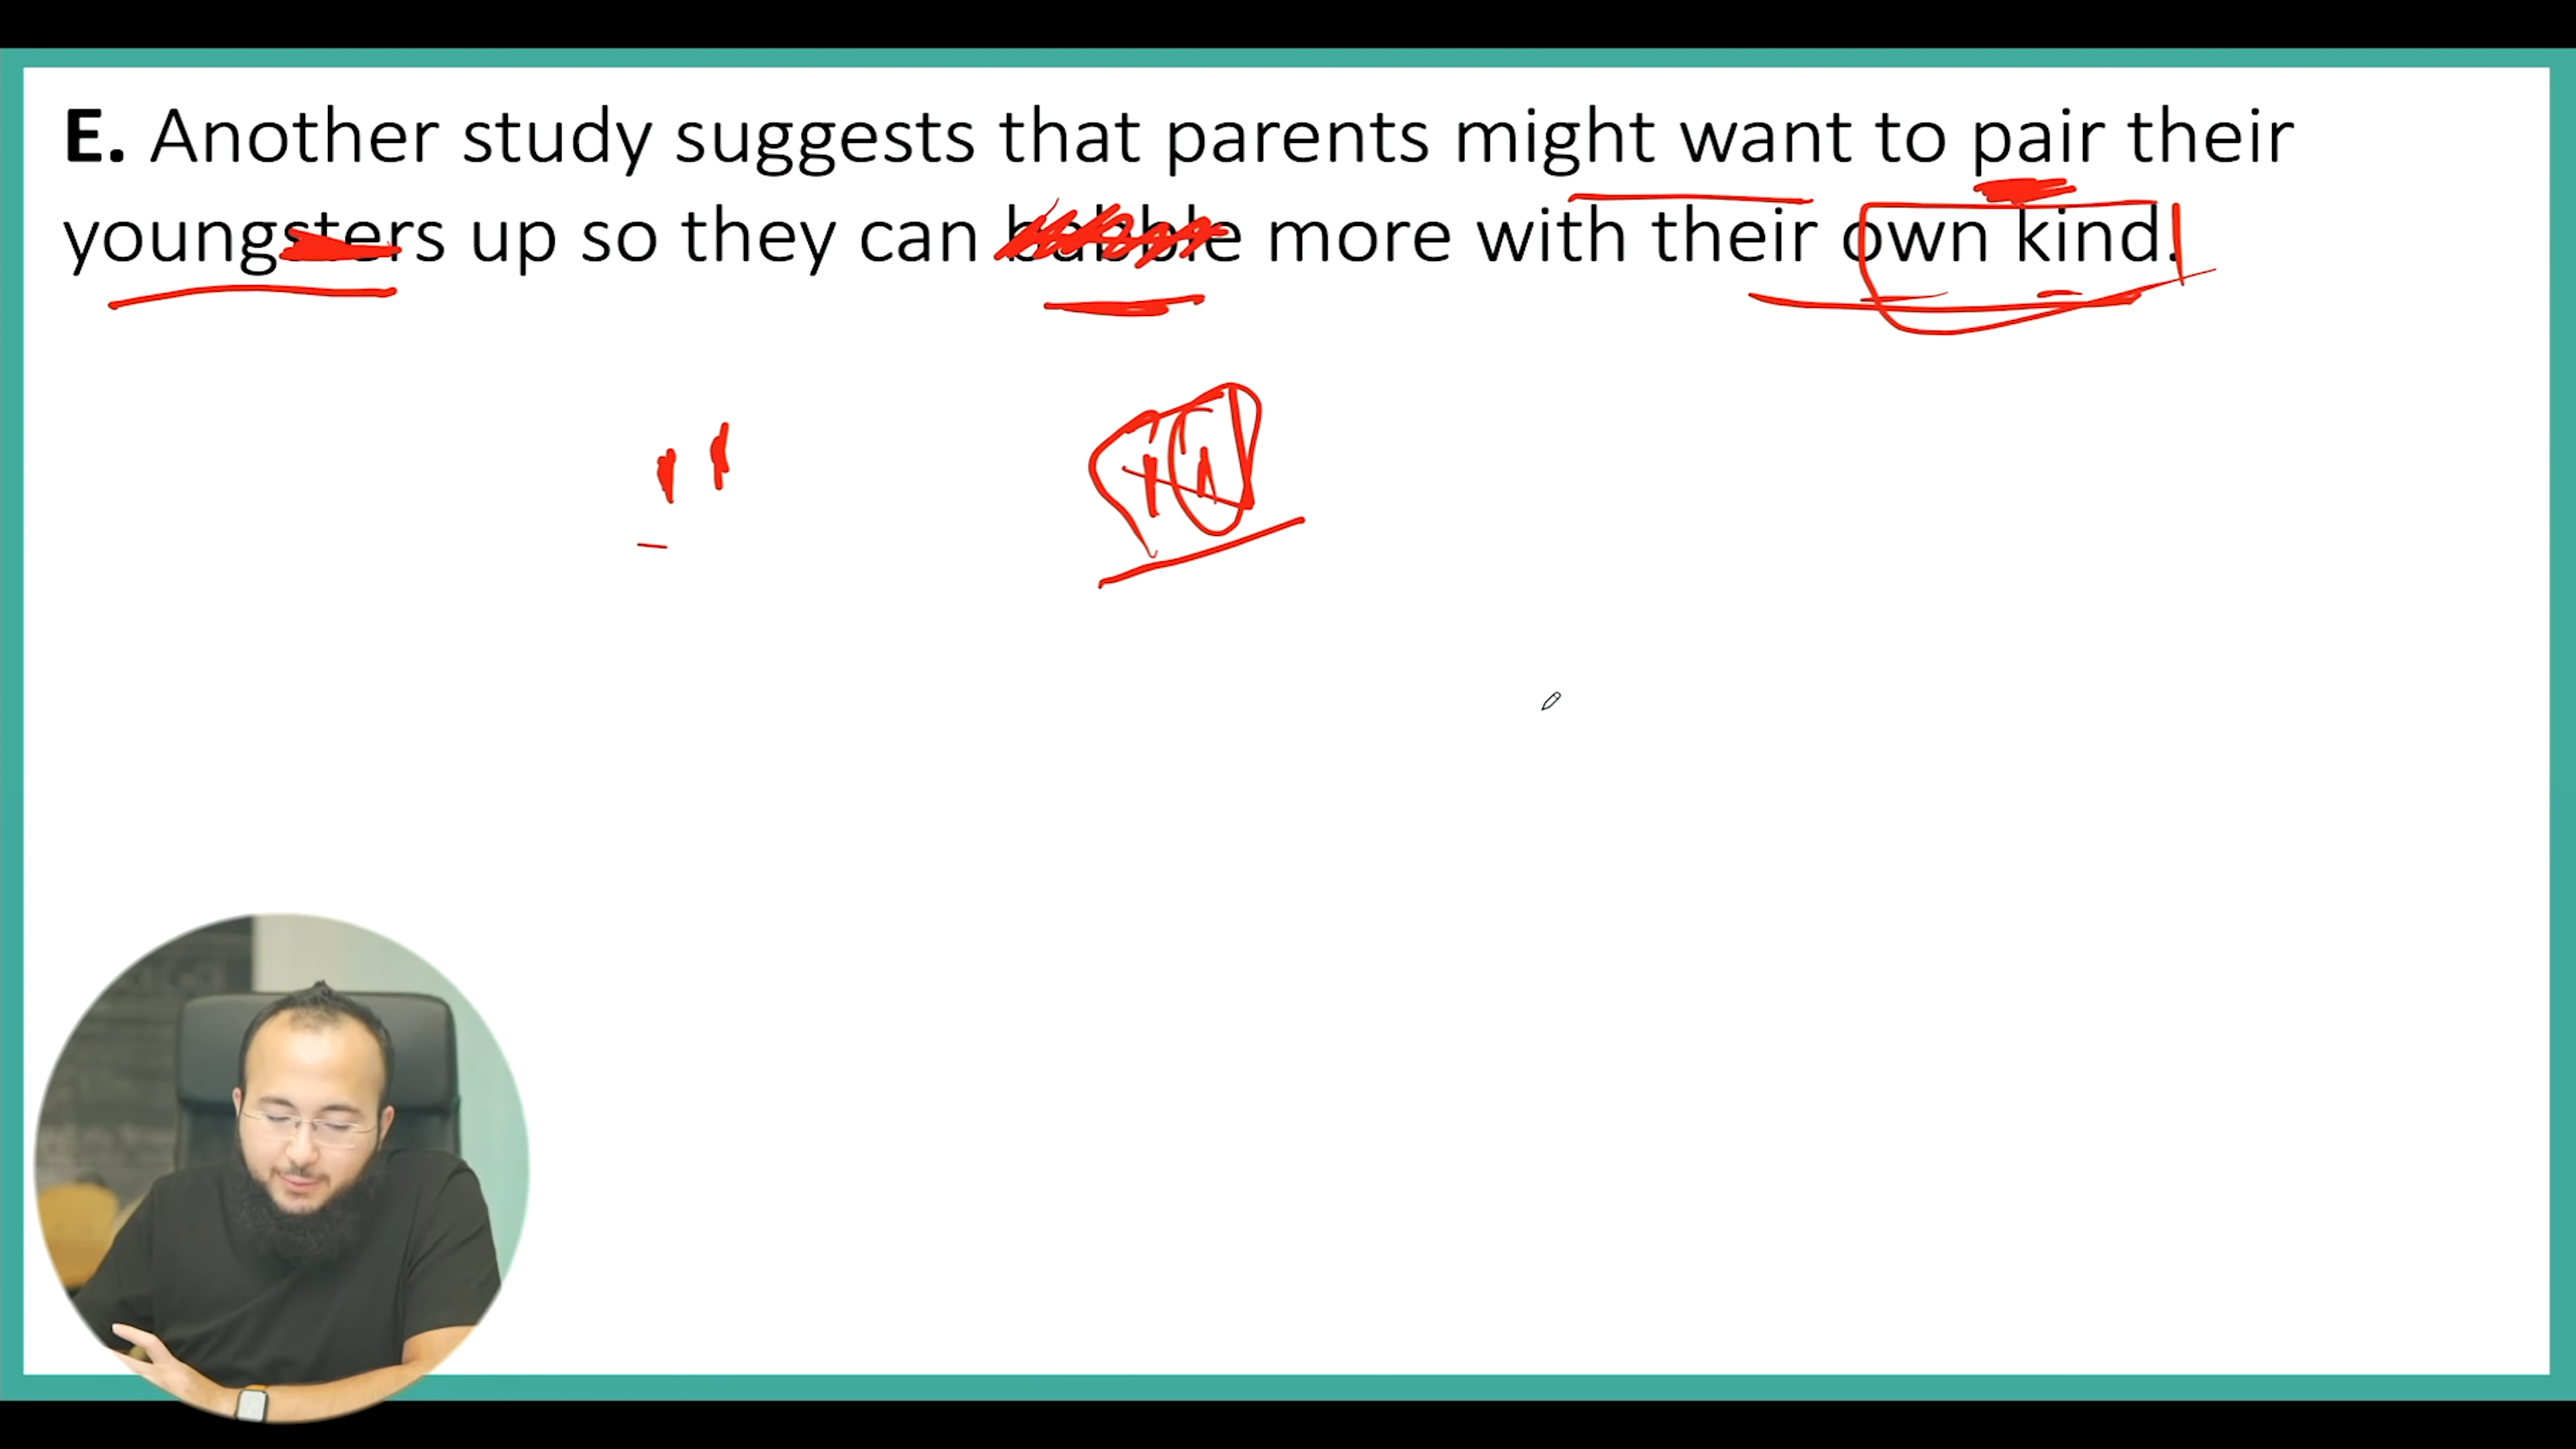 E. Another study suggests that parents might want to pair their
youngsters up so they can babble more with their own kind.